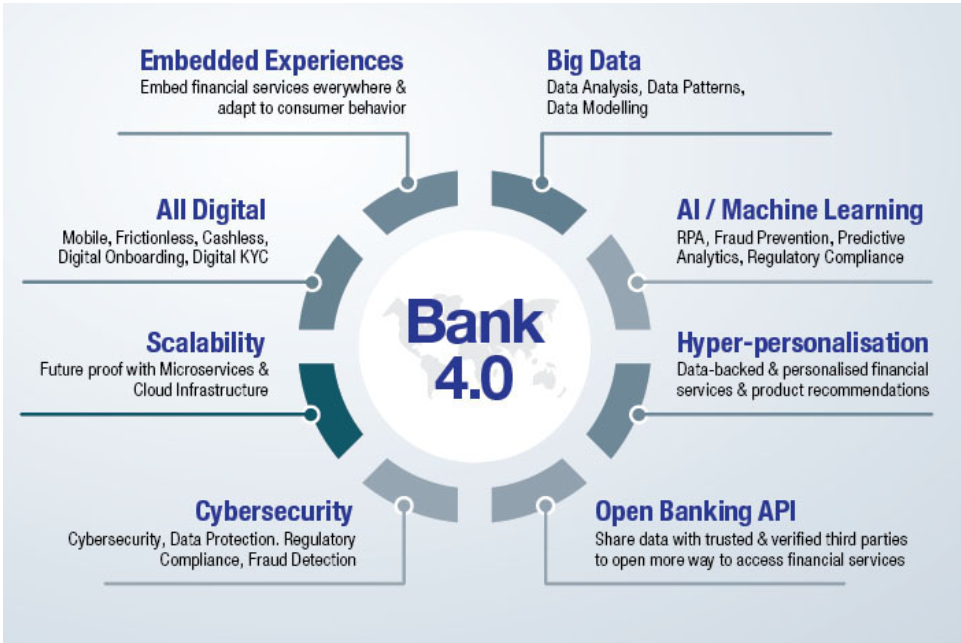 Embedded Experiences
Embed financial services everywhere &
adapt to consumer behavior
Big Data
Data Analysis, Data Patterns,
Data Modelling
All Digital
Mobile, Frictionless, Cashless,
Digital Onboarding, Digital KYC
AI / Machine Learning
RPA, Fraud Prevention, Predictive
Analytics, Regulatory Compliance
Bank
4.0
Scalability
Future proof with Microservices &
Cloud Infrastructure
Hyper-personalisation
Data-backed & personalised financial
services & product recommendations
Cybersecurity
Cybersecurity, Data Protection. Regulatory
Compliance, Fraud Detection
Open Banking API
Share data with trusted & verified third parties
to open more way to access financial services